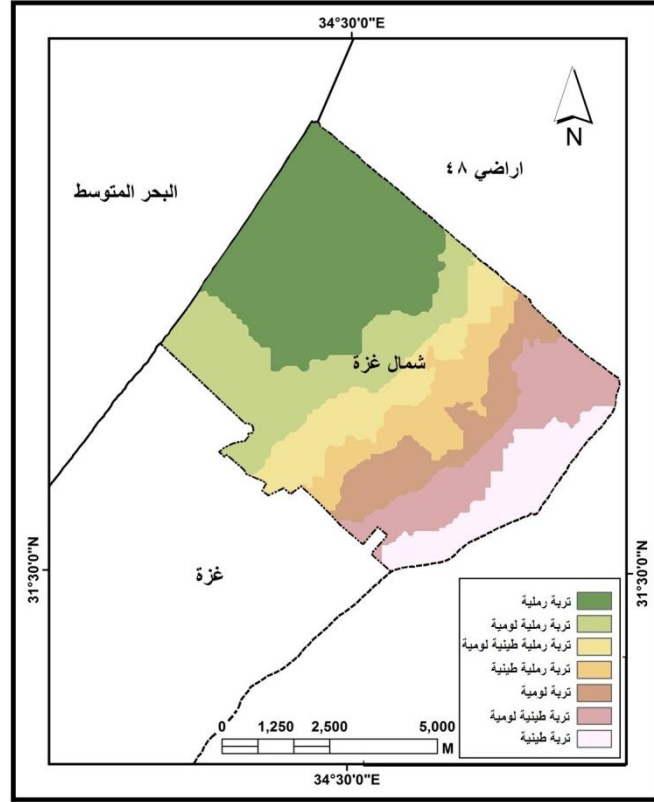 34°30'0"E
N
اراضي ٤٨
البحر المتوسط
شمال غزة
غزة
31°30'0"N
31°30'0"N
تربة رملية
تربة رملية لومية
تربة رملية طينية لومية
تربة رملية طينية
تربة لومية
تربة طينية لومية
تربة طينية
0 1,250 2,500 5,000
M
34°30'0"E